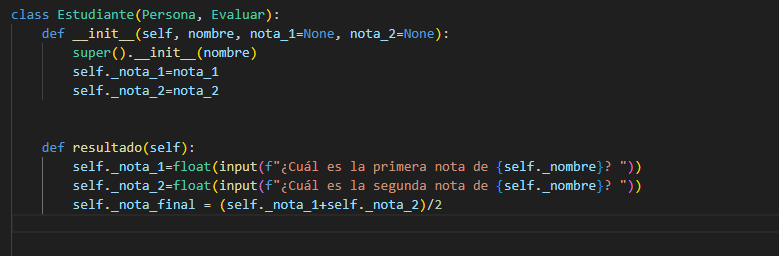 class Estudiante(Persona, Evaluar):
    def __init__(self, nombre, nota_1=None, nota_2=None):
        super().__init__(nombre)
        self._nota_1=nota_1
        self._nota_2=nota_2
    def resultado(self):
        self._nota_1=float(input(f"¿Cuál es la primera nota de {self._nombre}? "))
        self._nota_2=float(input(f"¿Cuál es la segunda nota de {self._nombre}? "))
        self._nota_final = (self._nota_1+self._nota_2)/2